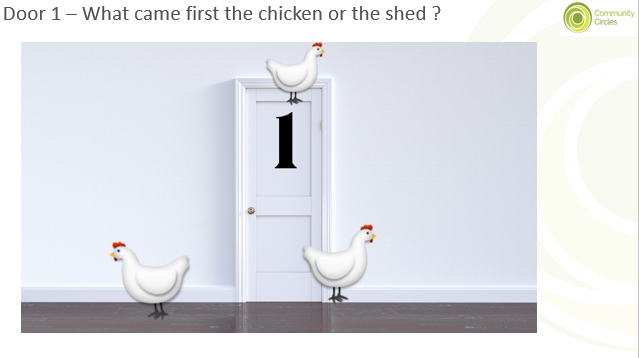 Door 1 – What came first the chicken or the shed ?
Community
Circles
1